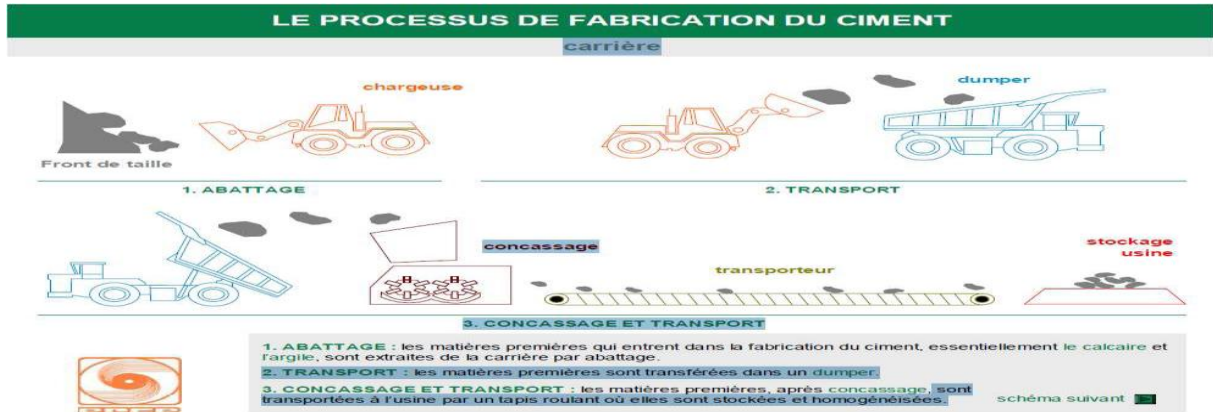 LE PROCESSUS DE FABRICATION DU CIMENT
carrière
chargeuse
dumper
Front de taille
1. ABATTAGE
2. TRANSPORT
concassage
transporteur
stockage
usine
3. CONCASSAGE ET TRANSPORT
1. ABATTAGE : les matières premières qui entrent dans la fabrication du ciment, essentiellement le calcaire et
l'argile, sont extraites de la carrière par abattage.
2. TRANSPORT : les matières premières sont transférées dans un dumper.
3. CONCASSAGE ET TRANSPORT : les matières premières, après concassage, sont
transportées à l'usine par un tapis roulant où elles sont stockées et homogénéisées.
schéma suivant